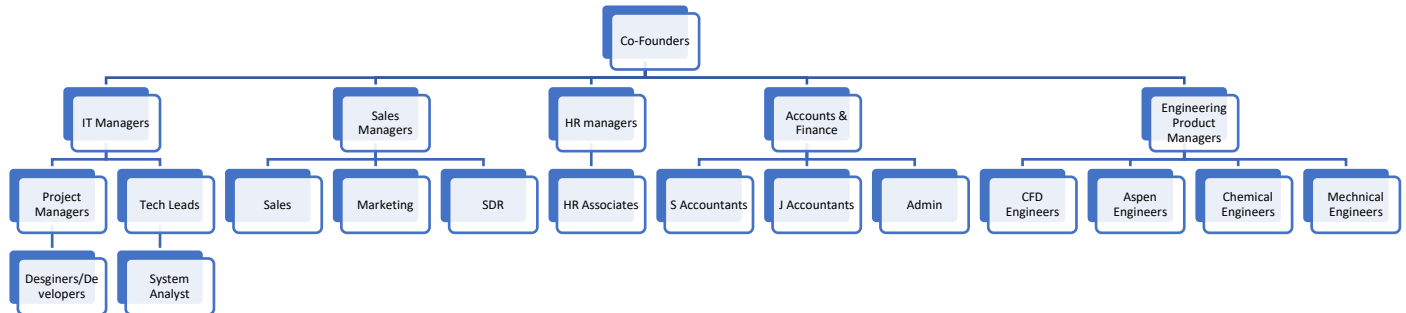 Co-Founders
IT Managers
Sales
Managers
HR managers
Accounts &
Finance
Engineering
Product
Managers
Project
Managers
Tech Leads
Sales
Marketing
SDR
HR Associates
S Accountants
J Accountants
Admin
CFD
Engineers
Aspen
Engineers
Chemical
Engineers
Mechnical
Engineers
Desginers/De
velopers
System
Analyst